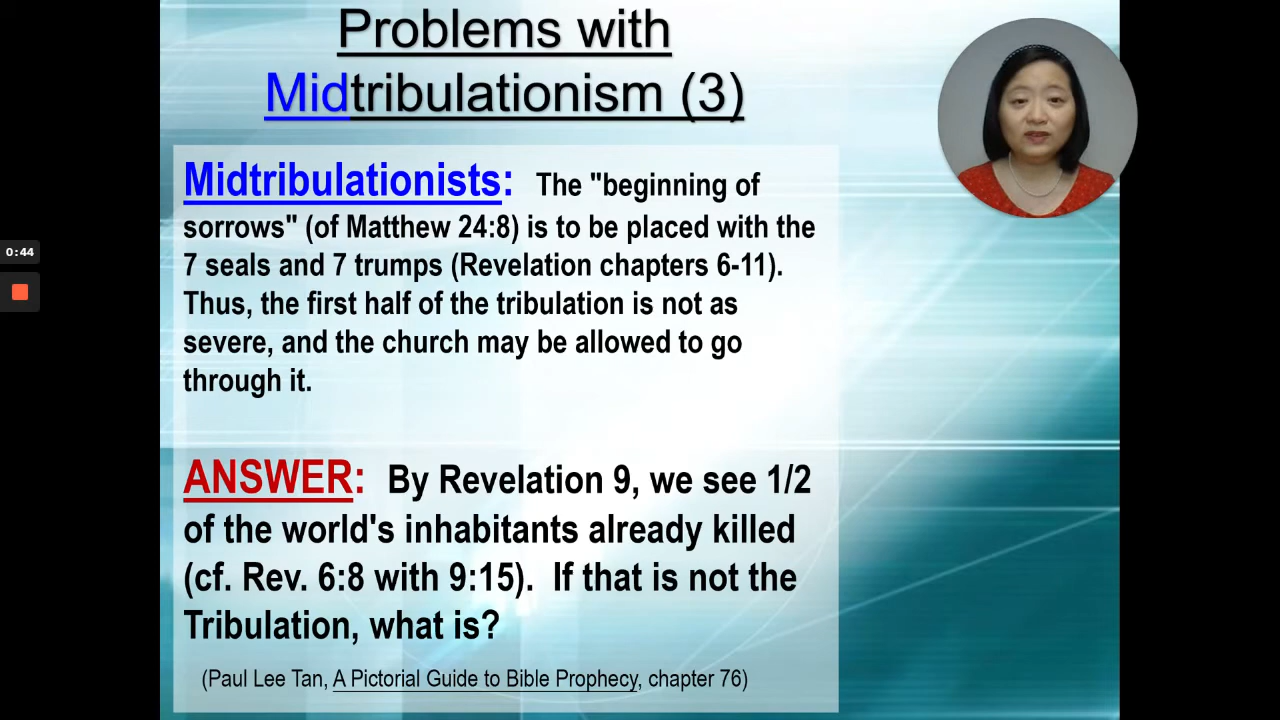 Problems with
Midtribulationism (3)
Midtribulationists: The "beginning of
sorrows" (of Matthew 24:8) is to be placed with the
7 seals and 7 trumps (Revelation chapters 6-11).
Thus, the first half of the tribulation is not as
severe, and the church may be allowed to go
through it.
0:44
ANSWER: By Revelation 9, we see 1/2
of the world's inhabitants already killed
(cf. Rev. 6:8 with 9:15). If that is not the
Tribulation, what is?
(Paul Lee Tan, A Pictorial Guide to Bible Prophecy, chapter 76)